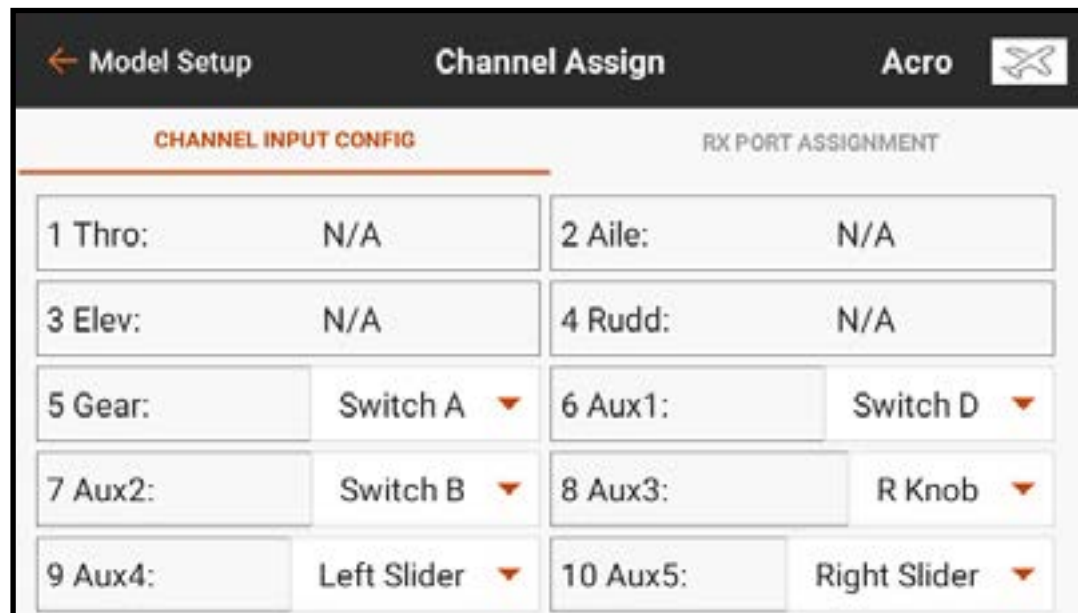 Model Setup Channel Assign Acro
CHANNEL INPUT CONFIG RX PORT ASSIGNMENT
1 Thro: N/A 2 Aile: N/A
3 Elev: N/A 4 Rudd: N/A
5 Gear: Switch A 6 Aux1: Switch D
7 Aux2: Switch B 8 Aux3: R Knob
9 Aux4: Left Slider 10 Aux5: Right Slider